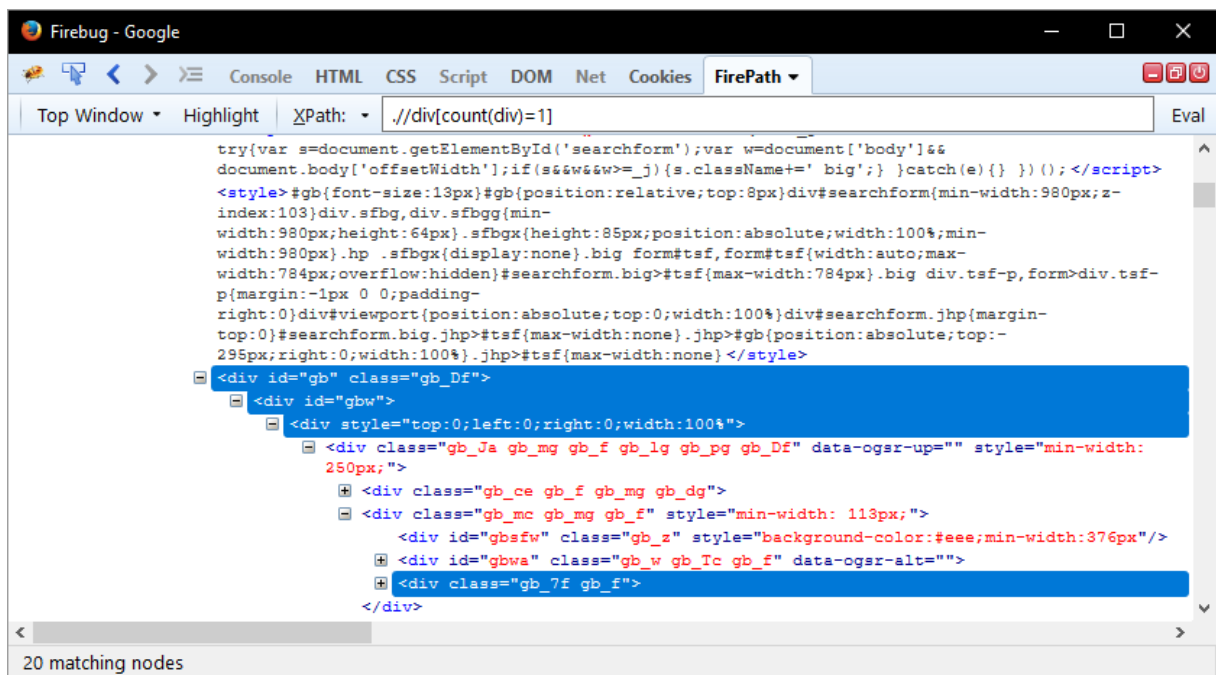 Firebug - Google
Console HTML CSS Script DOM Net Cookies FirePath
Top Window Highlight XPath: .//div[count(div)=1] Eval
try{var s=document.getElementById('searchform');var w=document['body']&&
document.body['offsetWidth'];if(s&&w&&w>=_j){s.className+=' big';} }catch(e){} })();</script>
<style>#gb{font-size:13px}#gb{position:relative;top:8px}div#searchform{min-width:980px;z-
index:103}div.sfbg,div.sfbgg{min-
width:980px;height:64px}.sfbgx{height:85px;position:absolute;width:100%;min-
width:980px}.hp .sfbgx{display:none}.big form#tsf,form#tsf{width:auto;max-
width:784px;overflow:hidden}#searchform.big>#tsf{max-width:784px}.big div.tsf-p,form>div.tsf-
p{margin:-1px 0 0;padding-
right:0}div#viewport{position:absolute;top:0;width:100%}div#searchform.jhp{margin-
top:0}#searchform.big.jhp>#tsf{max-width:none}.jhp>#gb{position:absolute;top:-
295px;right:0;width:100%}.jhp>#tsf{max-width:none}</style>
<div id="gb" class="gb_Df">
<div id="gbw">
<div style="top:0;left:0;right:0;width:100%">
<div class="gb_Ja gb_mg gb_f gb_lg gb_pg gb_Df" data-ogsr-up="" style="min-width:
250px;">
<div class="gb_ce gb_f gb_mg gb_dg">
<div class="gb_mc gb_mg gb_f" style="min-width: 113px;">
<div id="gbsfw" class="gb_z" style="background-color:#eee;min-width:376px"/>
<div id="gbwa" class="gb_w gb_Tc gb_f" data-ogsr-alt="">
<div class="gb_7f gb_f">
</div>
20 matching nodes